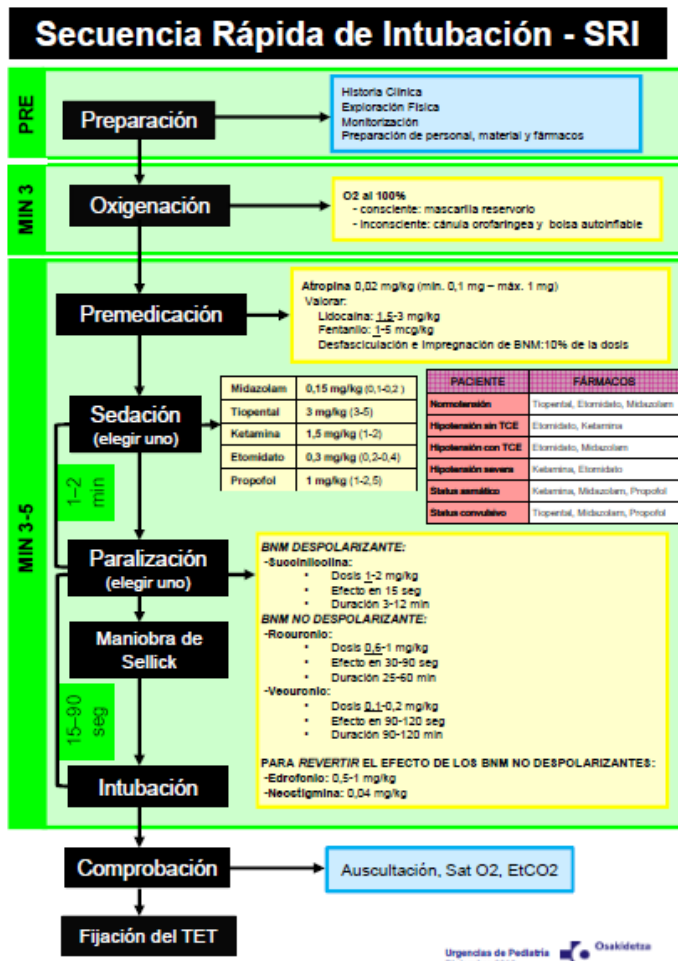 Secuencia Rápida de Intubación - SRI
PRE
Preparación
Historia Clínica
Exploración Física
Monitorización
Preparación de personal, material y fármacos
MIN 3
Oxigenación
O2 al 100%
- consciente: mascarilla reservorio
- inconsciente: cánula orofaríngea y bolsa autoinflable
MIN 3-5
Premedicación
Atropina 0,02 mg/kg (mín. 0,1 mg – máx. 1 mg)
Valorar:
Lidocaína: 1,5-3 mg/kg
Fentanilo: 1-5 mcg/kg
Desfasciculación e impregnación de BNM:10% de la dosis
Sedación
(elegir uno)
Midazolam 0,15 mg/kg (0,1-0,2 )
Tiopental 3 mg/kg (3-5)
Ketamina 1,5 mg/kg (1-2)
Etomidato 0,3 mg/kg (0,2-0,4)
Propofol 1 mg/kg (1-2,5)
PACIENTE FÁRMACOS
Normotensión Tiopental, Etomidato, Midazolam
Hipotensión sin TCE Etomidato, Ketamina
Hipotensión con TCE Etomidato, Midazolam
Hipotensión severa Ketamina, Etomidato
Status asmático Ketamina, Midazolam, Propofol
Status convulsivo Tiopental, Midazolam, Propofol
1–2
min
Paralización
(elegir uno)
BNM DESPOLARIZANTE:
-Succinilcolina:
• Dosis 1-2 mg/kg
• Efecto en 15 seg
• Duración 3-12 min
BNM NO DESPOLARIZANTE:
-Rocuronio:
• Dosis 0,6-1 mg/kg
• Efecto en 30-90 seg
• Duración 25-60 min
-Vecuronio:
• Dosis 0,1-0,2 mg/kg
• Efecto en 90-120 seg
• Duración 90-120 min
PARA REVERTIR EL EFECTO DE LOS BNM NO DESPOLARIZANTES:
-Edrofonio: 0,5-1 mg/kg
-Neostigmina: 0,04 mg/kg
Maniobra de
Sellick
15–90
seg
Intubación
Comprobación
Auscultación, Sat O2, EtCO2
Fijación del TET
Urgencias de Pediatría
Osakidetza